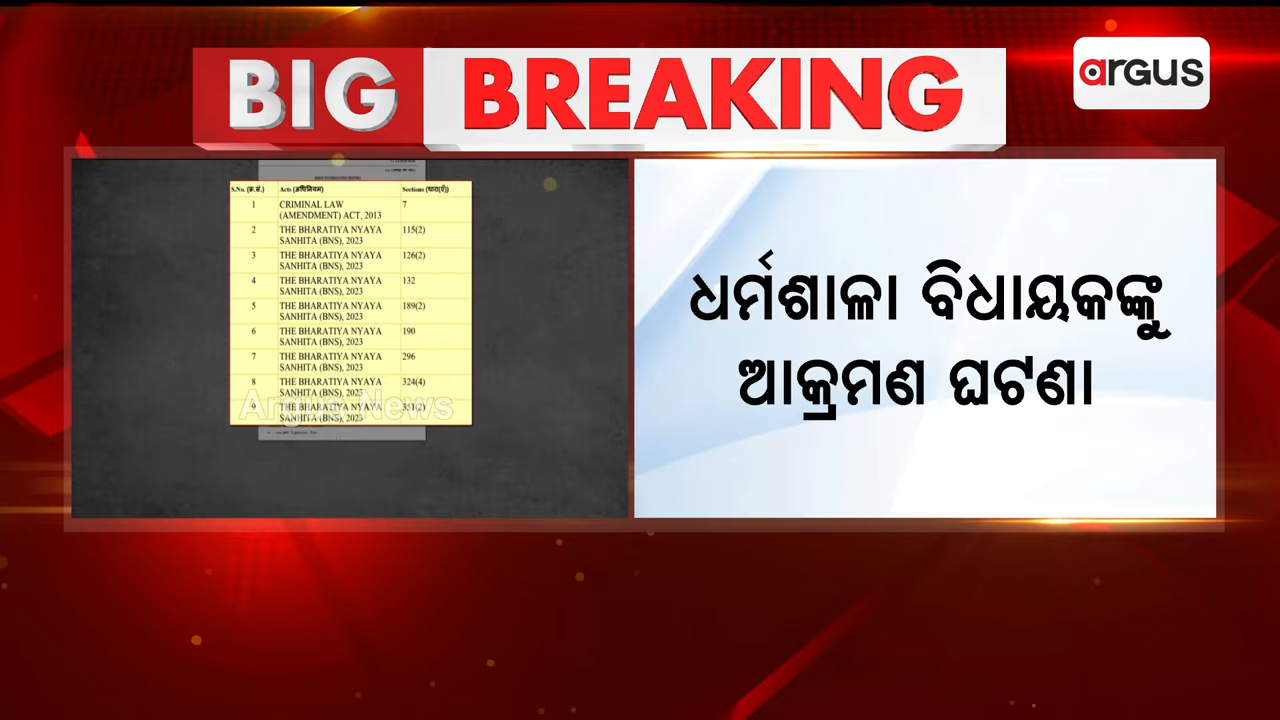 BIG BREAKING
argus
S.No. (क्र.सं.) Acts (अधिनियम) Sections (धारा(एँ))
1 CRIMINAL LAW 7
(AMENDMENT) ACT, 2013
2 THE BHARATIYA NYAYA 115(2)
SANHITA (BNS), 2023
3 THE BHARATIYA NYAYA 126(2)
SANHITA (BNS), 2023
4 THE BHARATIYA NYAYA 132
SANHITA (BNS), 2023
5 THE BHARATIYA NYAYA 189(2)
SANHITA (BNS), 2023
6 THE BHARATIYA NYAYA 190
SANHITA (BNS), 2023
7 THE BHARATIYA NYAYA 296
SANHITA (BNS), 2023
8 THE BHARATIYA NYAYA 324(4)
SANHITA (BNS), 2023
9 THE BHARATIYA NYAYA 351(2)
SANHITA (BNS), 2023
Argus News
ଧର୍ମଶାଳା ବିଧାୟକଙ୍କୁ
ଆକ୍ରମଣ ଘଟଣା